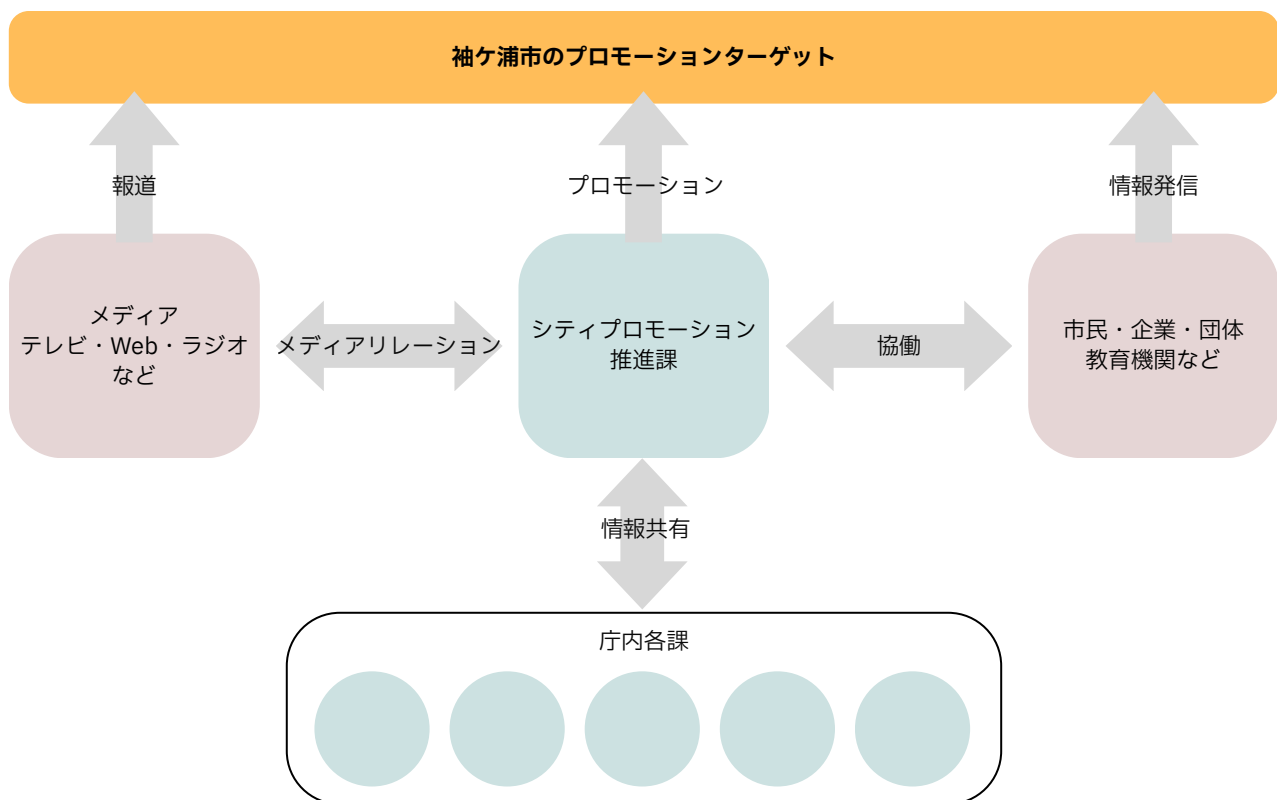 袖ケ浦市のプロモーションターゲット
報道
プロモーション
情報発信
メディア
テレビ・Web・ラジオ
など
メディアリレーション
シティプロモーション
推進課
協働
市民・企業・団体
教育機関など
情報共有
庁内各課